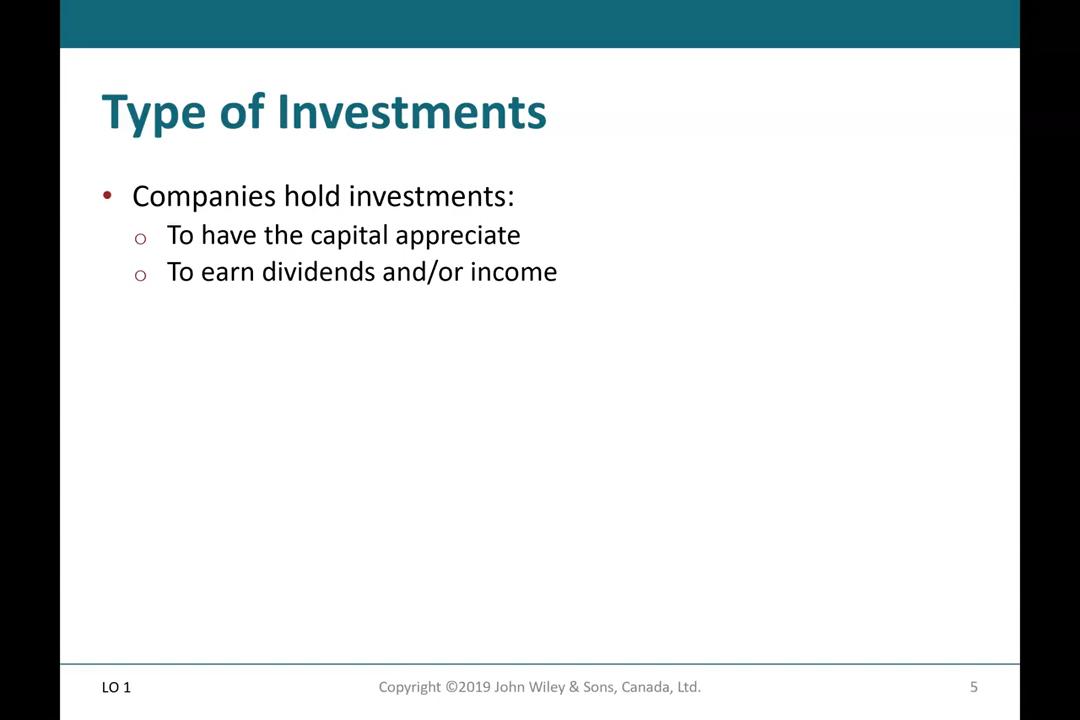 Type of Investments
• Companies hold investments:
o To have the capital appreciate
o To earn dividends and/or income
LO 1
Copyright ©2019 John Wiley & Sons, Canada, Ltd.
5